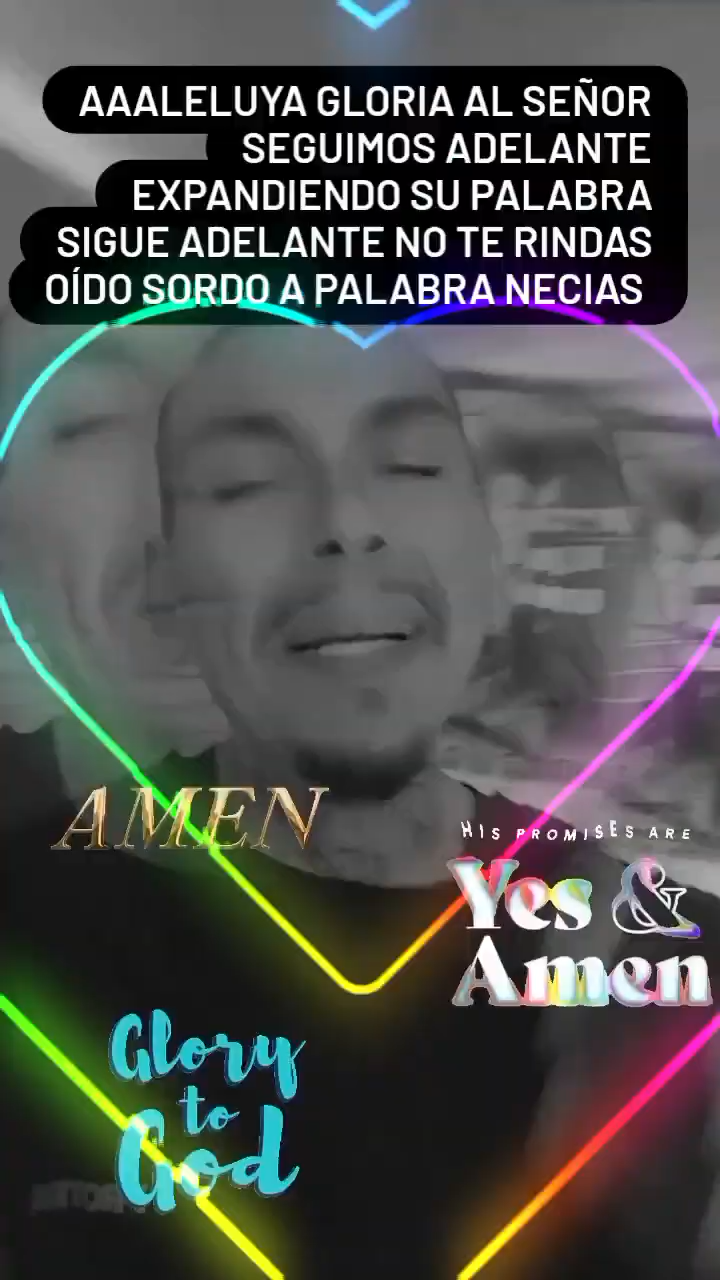 AAALELUYA GLORIA AL SEÑOR
SEGUIMOS ADELANTE
EXPANDIENDO SU PALABRA
SIGUE ADELANTE NO TE RINDAS
OÍDO SORDO A PALABRA NECIAS
AMEN
HIS PROMISES ARE
Yes &
Amen
Glory
to
God